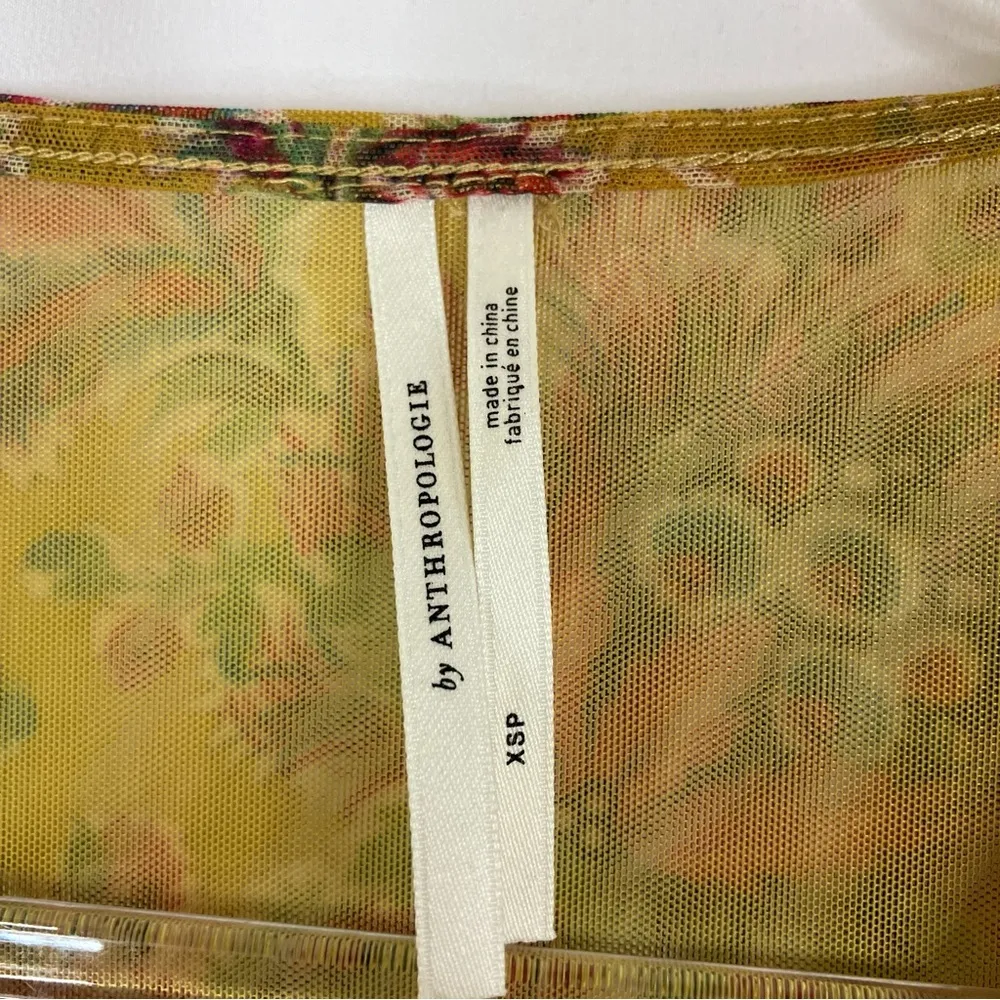 by ANTHROPOLOGIE
made in china
fabriqué en chine
XSP